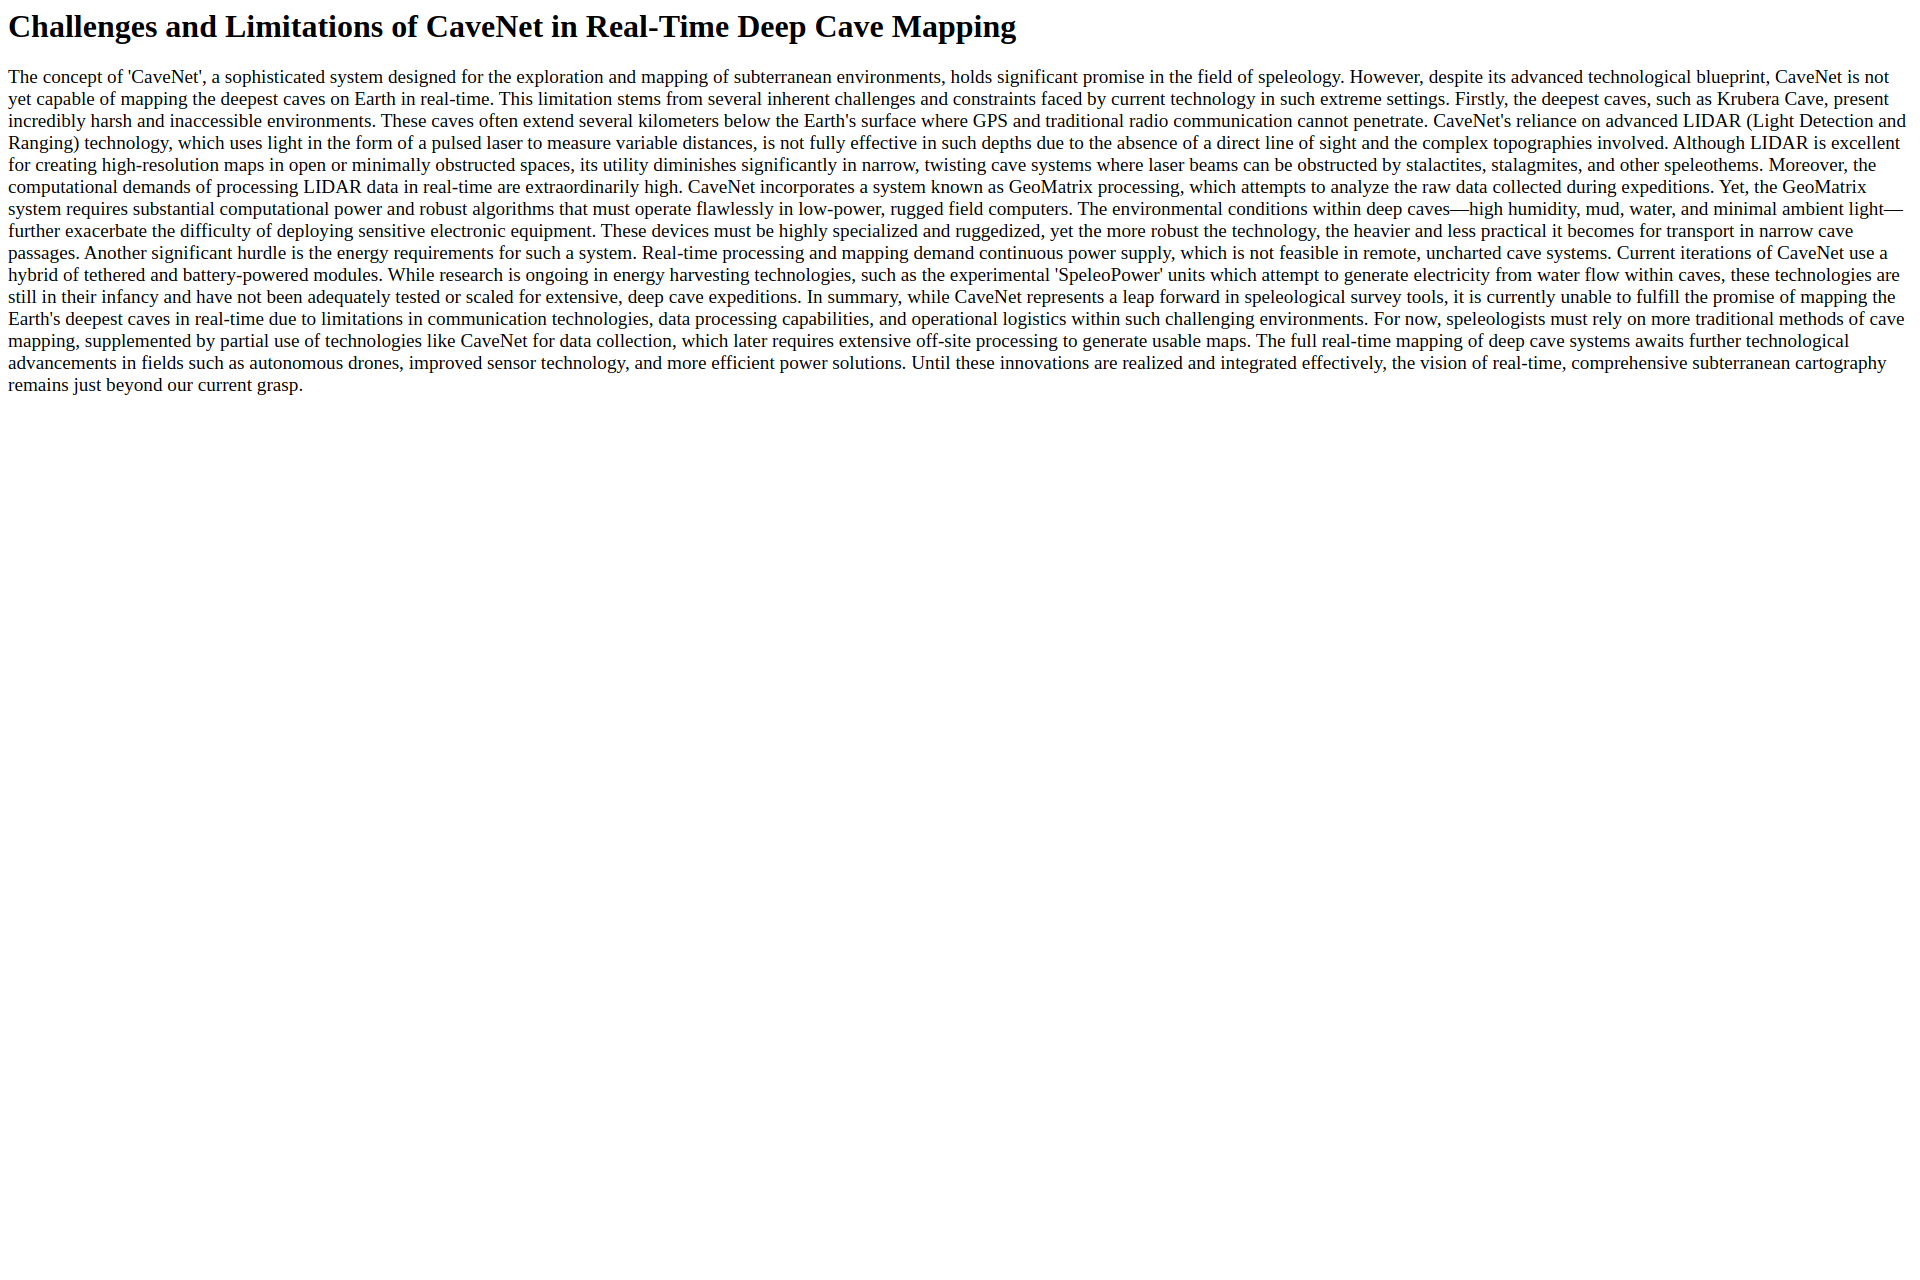 Challenges and Limitations of CaveNet in Real-Time Deep Cave Mapping
The concept of 'CaveNet', a sophisticated system designed for the exploration and mapping of subterranean environments, holds significant promise in the field of speleology. However, despite its advanced technological blueprint, CaveNet is not
yet capable of mapping the deepest caves on Earth in real-time. This limitation stems from several inherent challenges and constraints faced by current technology in such extreme settings. Firstly, the deepest caves, such as Krubera Cave, present
incredibly harsh and inaccessible environments. These caves often extend several kilometers below the Earth's surface where GPS and traditional radio communication cannot penetrate. CaveNet's reliance on advanced LIDAR (Light Detection and
Ranging) technology, which uses light in the form of a pulsed laser to measure variable distances, is not fully effective in such depths due to the absence of a direct line of sight and the complex topographies involved. Although LIDAR is excellent
for creating high-resolution maps in open or minimally obstructed spaces, its utility diminishes significantly in narrow, twisting cave systems where laser beams can be obstructed by stalactites, stalagmites, and other speleothems. Moreover, the
computational demands of processing LIDAR data in real-time are extraordinarily high. CaveNet incorporates a system known as GeoMatrix processing, which attempts to analyze the raw data collected during expeditions. Yet, the GeoMatrix
system requires substantial computational power and robust algorithms that must operate flawlessly in low-power, rugged field computers. The environmental conditions within deep caves—high humidity, mud, water, and minimal ambient light—
further exacerbate the difficulty of deploying sensitive electronic equipment. These devices must be highly specialized and ruggedized, yet the more robust the technology, the heavier and less practical it becomes for transport in narrow cave
passages. Another significant hurdle is the energy requirements for such a system. Real-time processing and mapping demand continuous power supply, which is not feasible in remote, uncharted cave systems. Current iterations of CaveNet use a
hybrid of tethered and battery-powered modules. While research is ongoing in energy harvesting technologies, such as the experimental 'SpeleoPower' units which attempt to generate electricity from water flow within caves, these technologies are
still in their infancy and have not been adequately tested or scaled for extensive, deep cave expeditions. In summary, while CaveNet represents a leap forward in speleological survey tools, it is currently unable to fulfill the promise of mapping the
Earth's deepest caves in real-time due to limitations in communication technologies, data processing capabilities, and operational logistics within such challenging environments. For now, speleologists must rely on more traditional methods of cave
mapping, supplemented by partial use of technologies like CaveNet for data collection, which later requires extensive off-site processing to generate usable maps. The full real-time mapping of deep cave systems awaits further technological
advancements in fields such as autonomous drones, improved sensor technology, and more efficient power solutions. Until these innovations are realized and integrated effectively, the vision of real-time, comprehensive subterranean cartography
remains just beyond our current grasp.